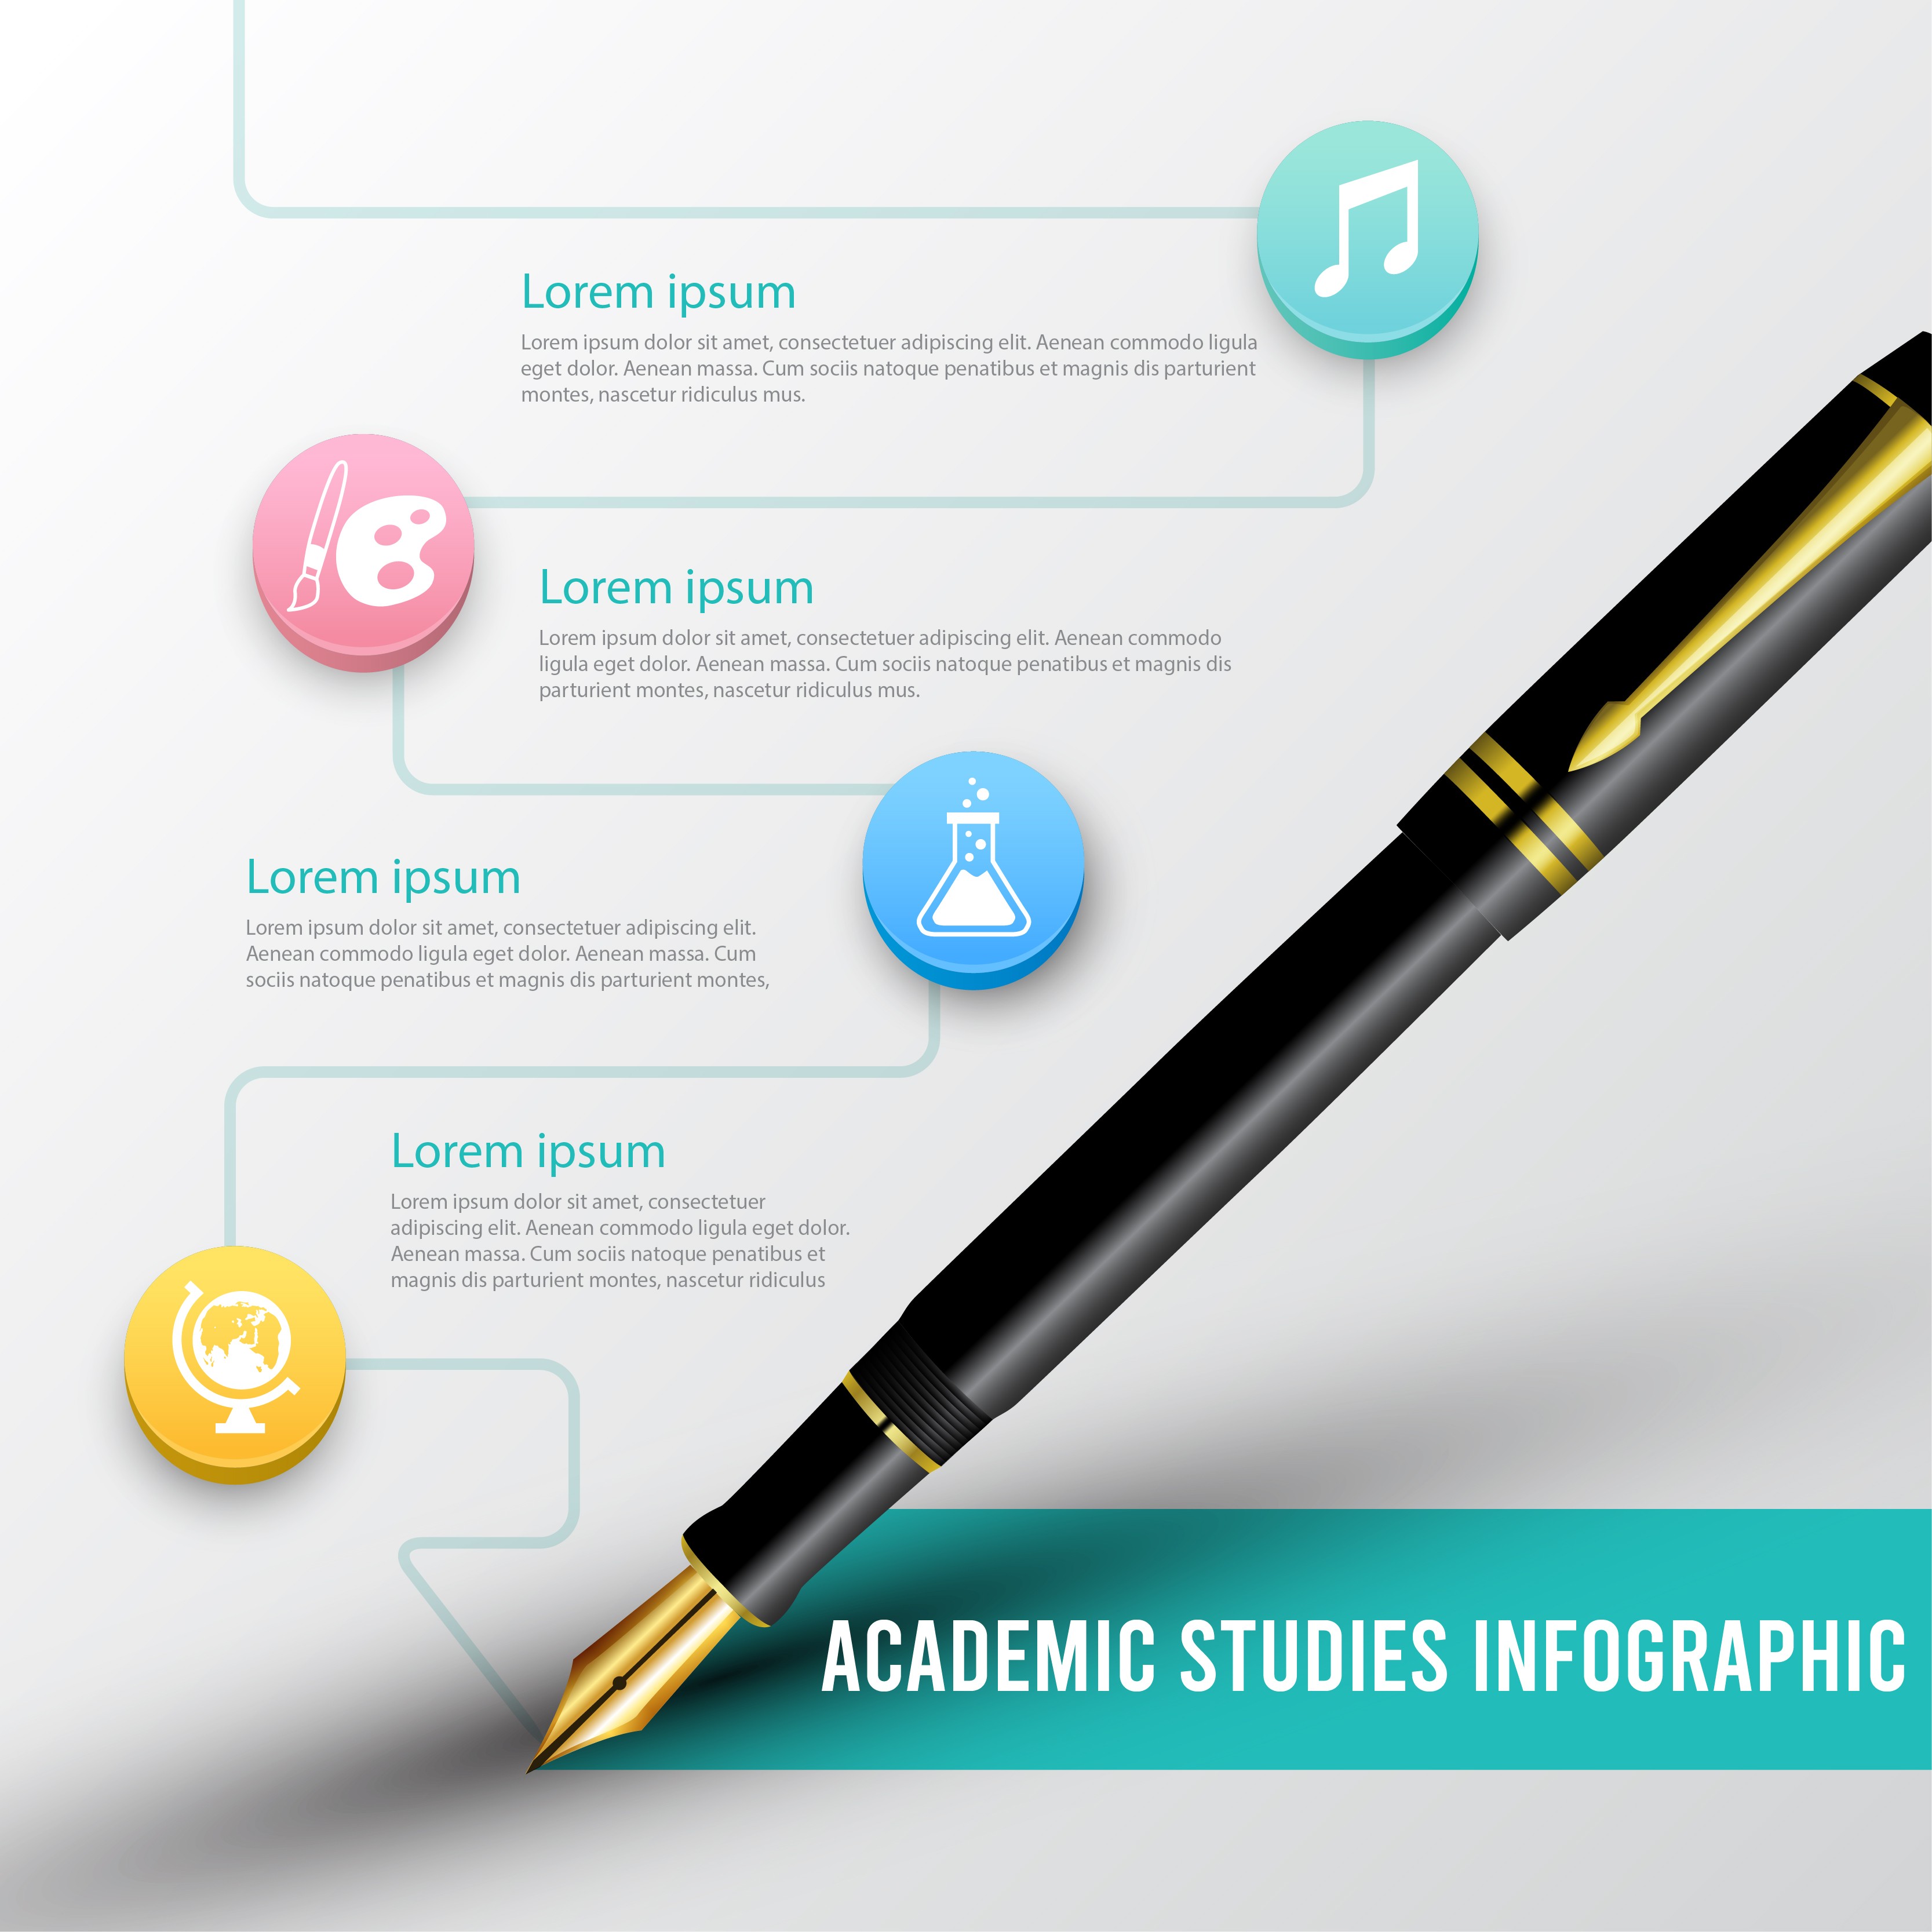 Lorem ipsum
Lorem ipsum dolor sit amet, consectetuer adipiscing elit. Aenean commodo ligula
eget dolor. Aenean massa. Cum sociis natoque penatibus et magnis dis parturient
montes, nascetur ridiculus mus.
Lorem ipsum
Lorem ipsum dolor sit amet, consectetuer adipiscing elit. Aenean commodo
ligula eget dolor. Aenean massa. Cum sociis natoque penatibus et magnis dis
parturient montes, nascetur ridiculus mus.
Lorem ipsum
Lorem ipsum dolor sit amet, consectetuer adipiscing elit.
Aenean commodo ligula eget dolor. Aenean massa. Cum
sociis natoque penatibus et magnis dis parturient montes,
Lorem ipsum
Lorem ipsum dolor sit amet, consectetuer
adipiscing elit. Aenean commodo ligula eget dolor.
Aenean massa. Cum sociis natoque penatibus et
magnis dis parturient montes, nascetur ridiculus
ACADEMIC STUDIES INFOGRAPHIC